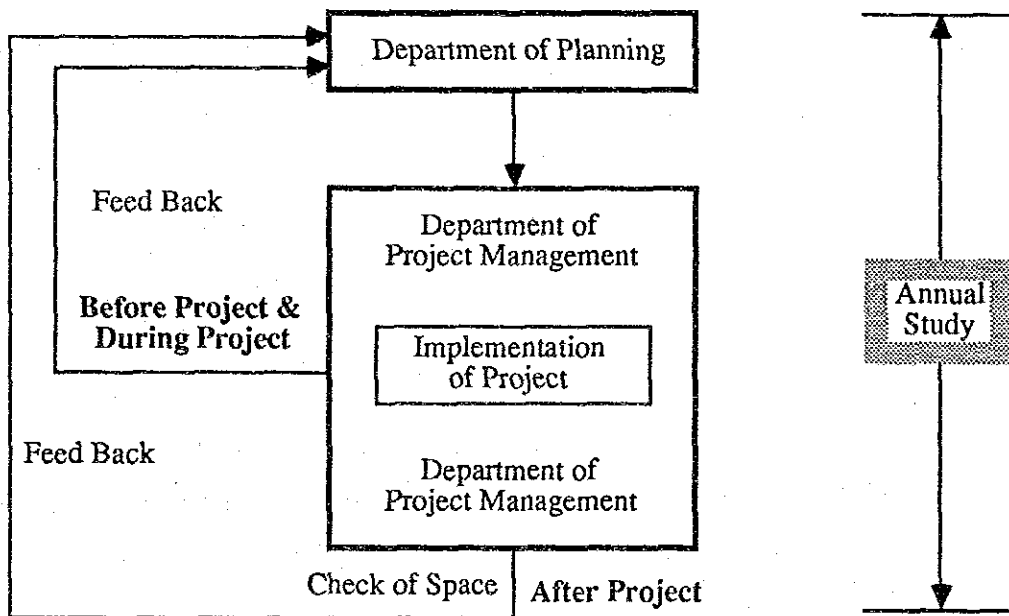 Department of Planning
Feed Back
Department of
Project Management
Before Project &
During Project
Implementation
of Project
Annual
Study
Feed Back
Department of
Project Management
Check of Space
After Project